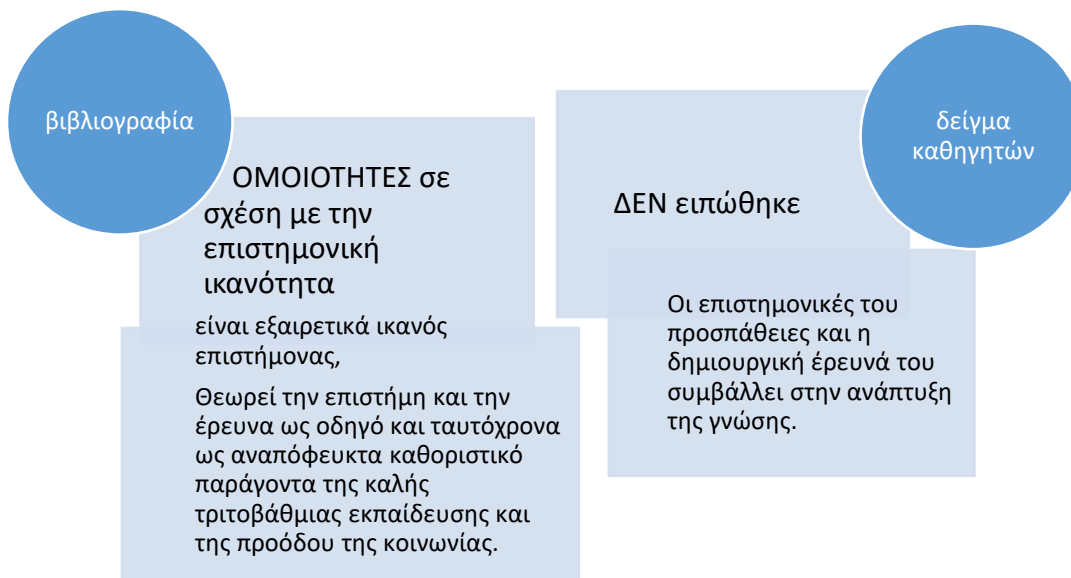 βιβλιογραφία
ΟΜΟΙΟΤΗΤΕΣ σε
σχέση με την
επιστημονική
ικανότητα
είναι εξαιρετικά ικανός
επιστήμονας,
Θεωρεί την επιστήμη και την
έρευνα ως οδηγό και ταυτόχρονα
ως αναπόφευκτα καθοριστικό
παράγοντα της καλής
τριτοβάθμιας εκπαίδευσης και
της προόδου της κοινωνίας.
δείγμα
καθηγητών
ΔΕΝ ειπώθηκε
Οι επιστημονικές του
προσπάθειες και η
δημιουργική έρευνά του
συμβάλλει στην ανάπτυξη
της γνώσης.